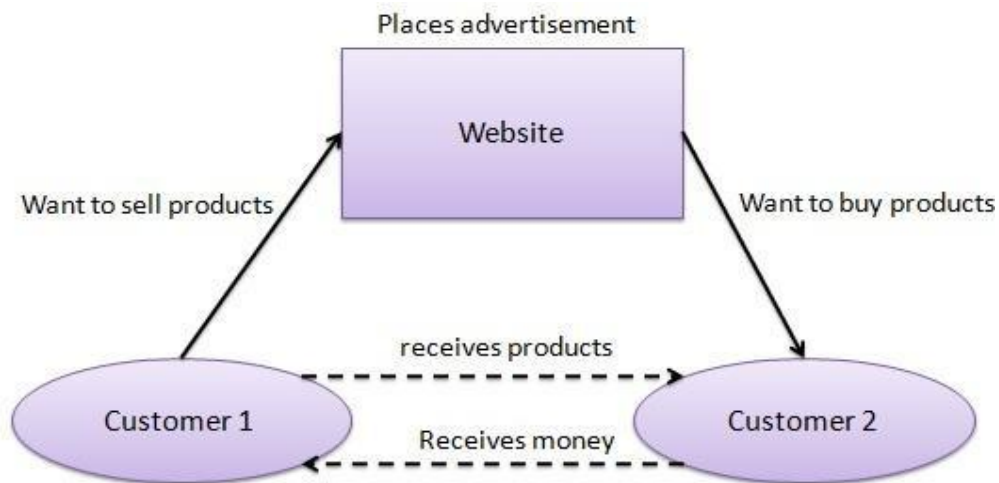 Places advertisement
Website
Want to sell products
Want to buy products
receives products
Customer 1
Customer 2
Receives money